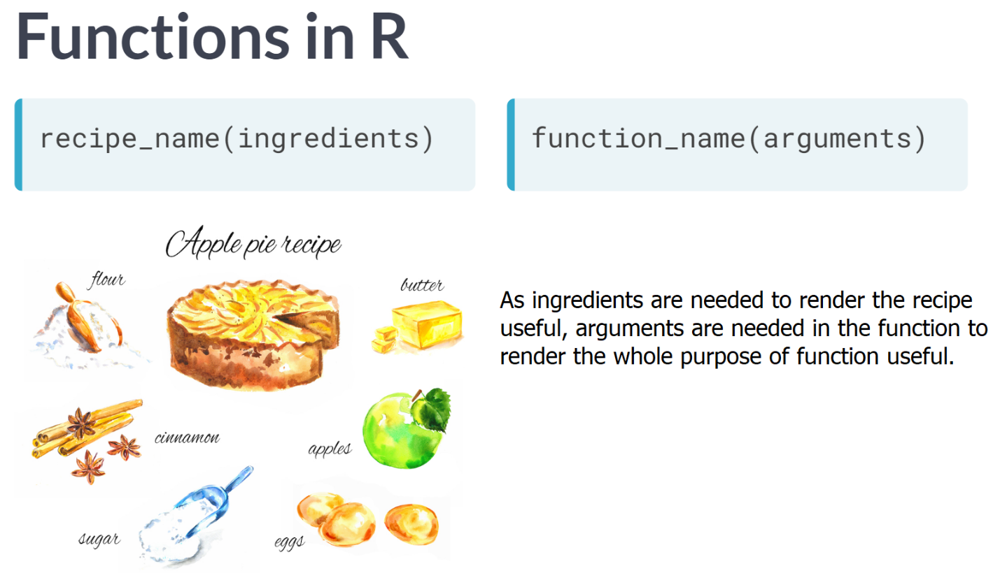 Functions in R
recipe_name(ingredients)
function_name(arguments)
Apple pie recipe
flour
butter
cinnamon
apples
sugar
eggs
As ingredients are needed to render the recipe
useful, arguments are needed in the function to
render the whole purpose of function useful.